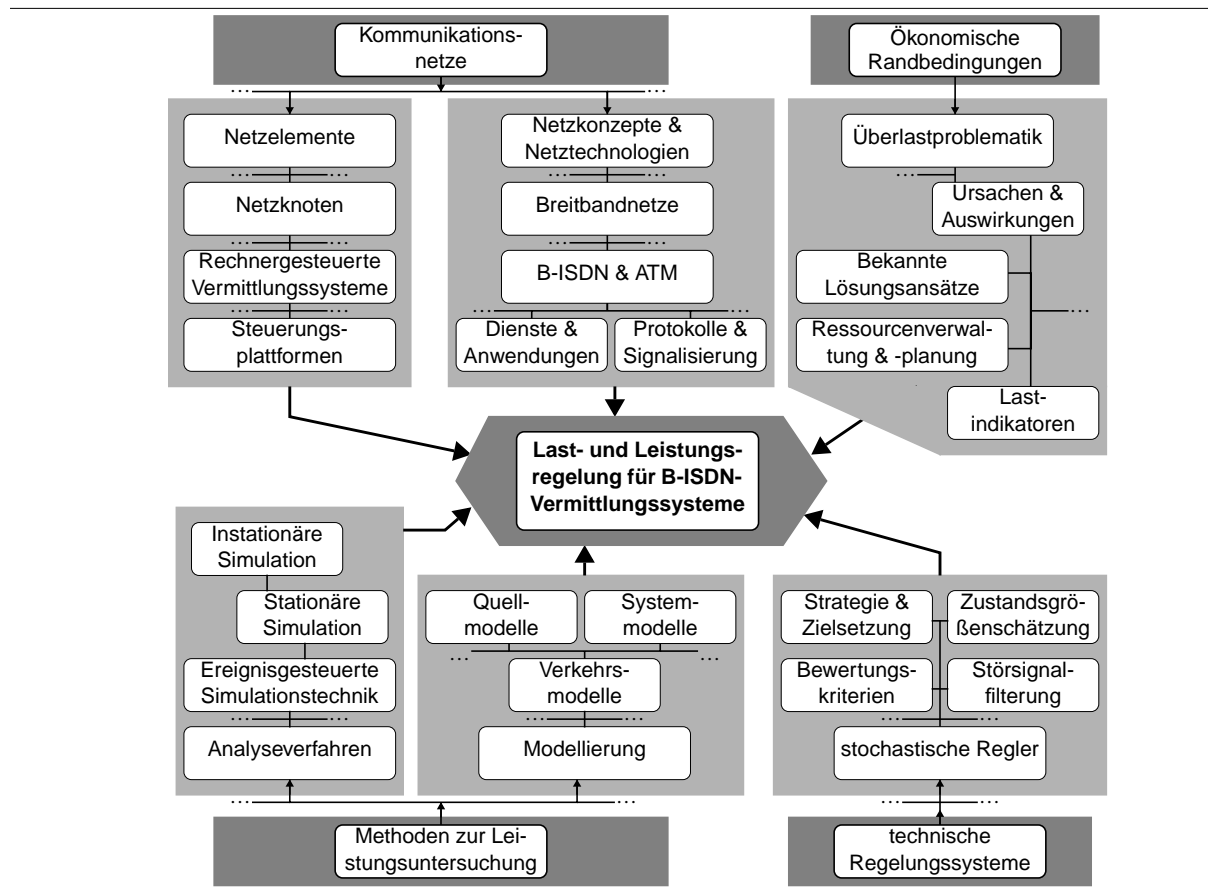 Kommunikations-
netze
Ökonomische
Randbedingungen
Netzelemente
Netzknoten
Rechnergesteuerte
Vermittlungssysteme
Steuerungs-
plattformen
Netzkonzepte &
Netztechnologien
Breitbandnetze
B-ISDN & ATM
Dienste &
Anwendungen
Protokolle &
Signalisierung
Überlastproblematik
Ursachen &
Auswirkungen
Bekannte
Lösungsansätze
Ressourcenverwal-
tung & -planung
Last-
indikatoren
Last- und Leistungs-
regelung für B-ISDN-
Vermittlungssysteme
Instationäre
Simulation
Stationäre
Simulation
Ereignisgesteuerte
Simulationstechnik
Analyseverfahren
Quell-
modelle
System-
modelle
Verkehrs-
modelle
Modellierung
Strategie &
Zielsetzung
Zustandsgrö-
ßenschätzung
Bewertungs-
kriterien
Störsignal-
filterung
stochastische Regler
Methoden zur Lei-
stungsuntersuchung
technische
Regelungssysteme